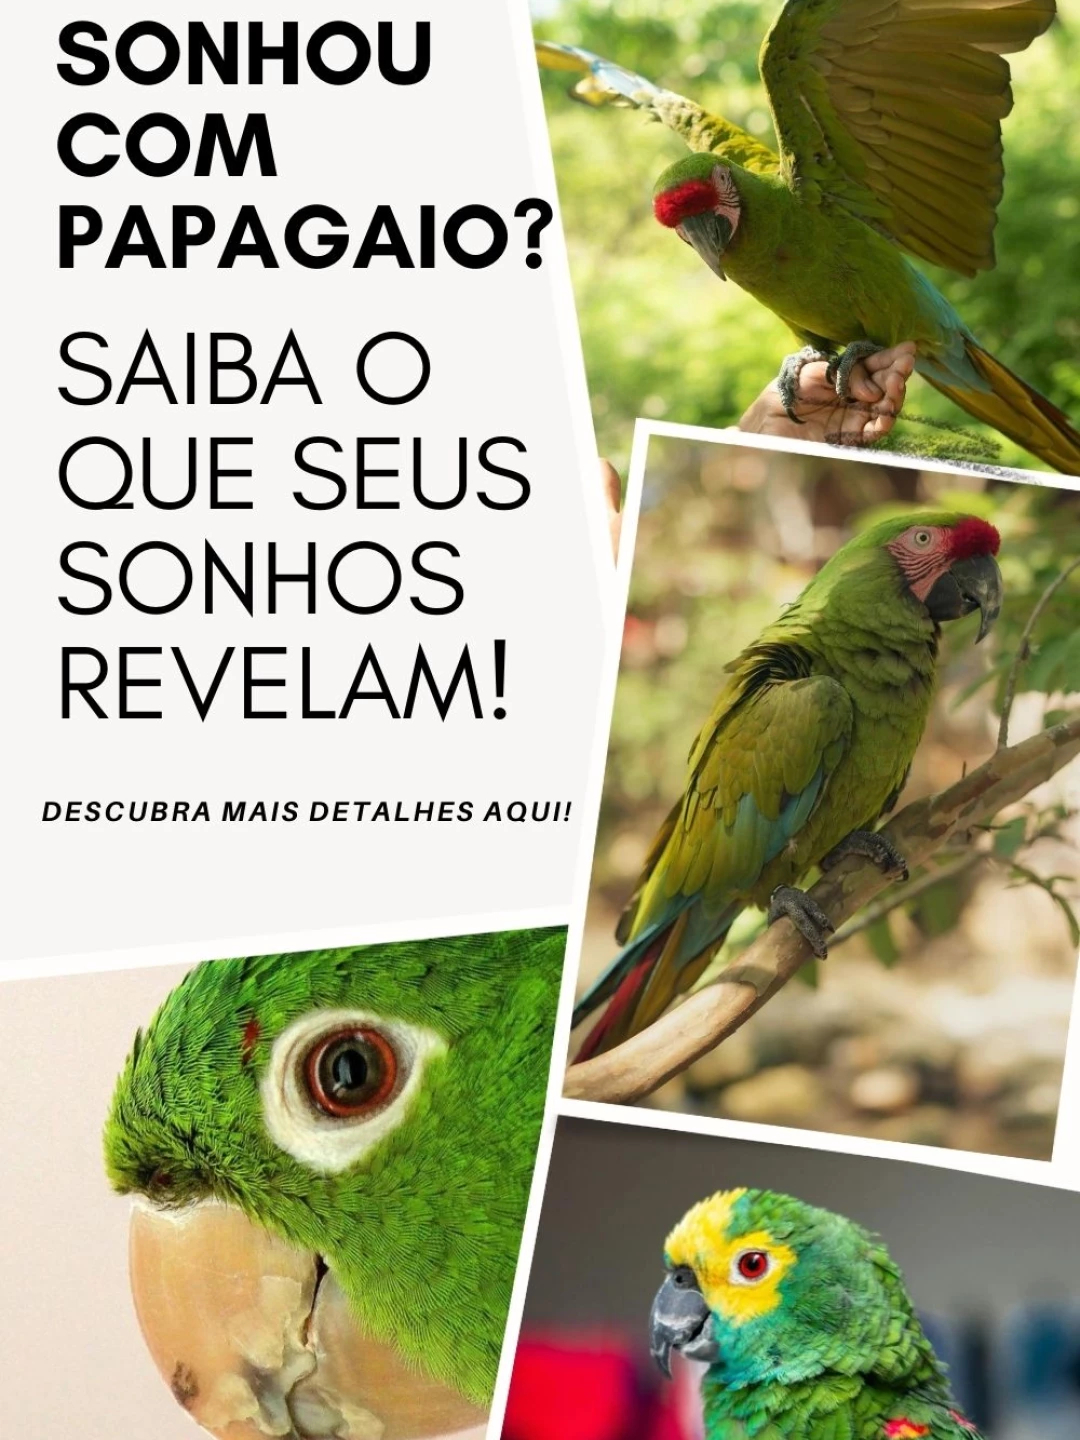 SONHOU
COM
PAPAGAIO?
SAIBA O
QUE SEUS
SONHOS
REVELAM!
DESCUBRA MAIS DETALHES AQUI!